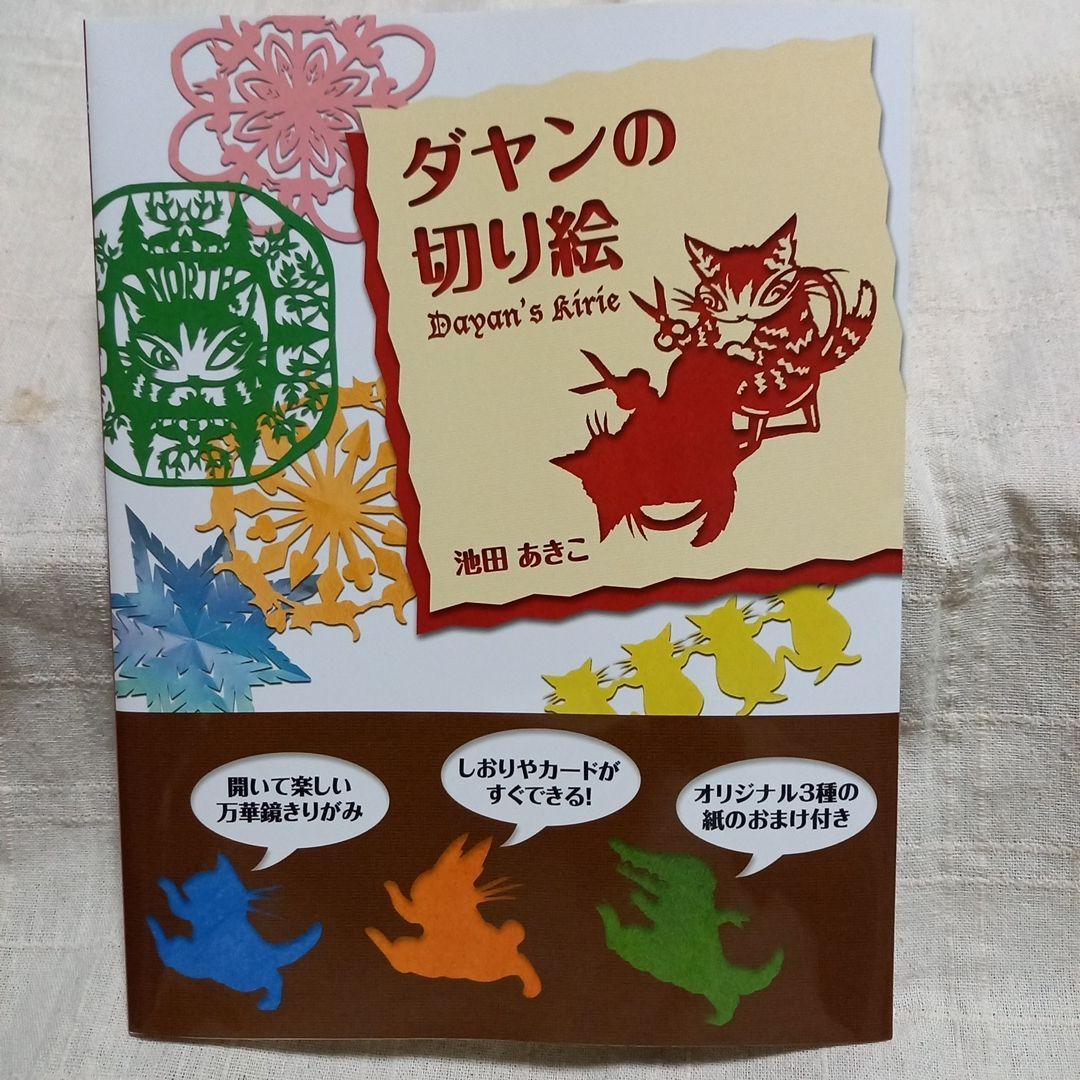 ダヤンの
切り絵
Dayan's kirie
NORTH
池田 あきこ
開いて楽しい
万華鏡きりがみ
しおりやカードが
すぐできる!
オリジナル3種の
紙のおまけ付き